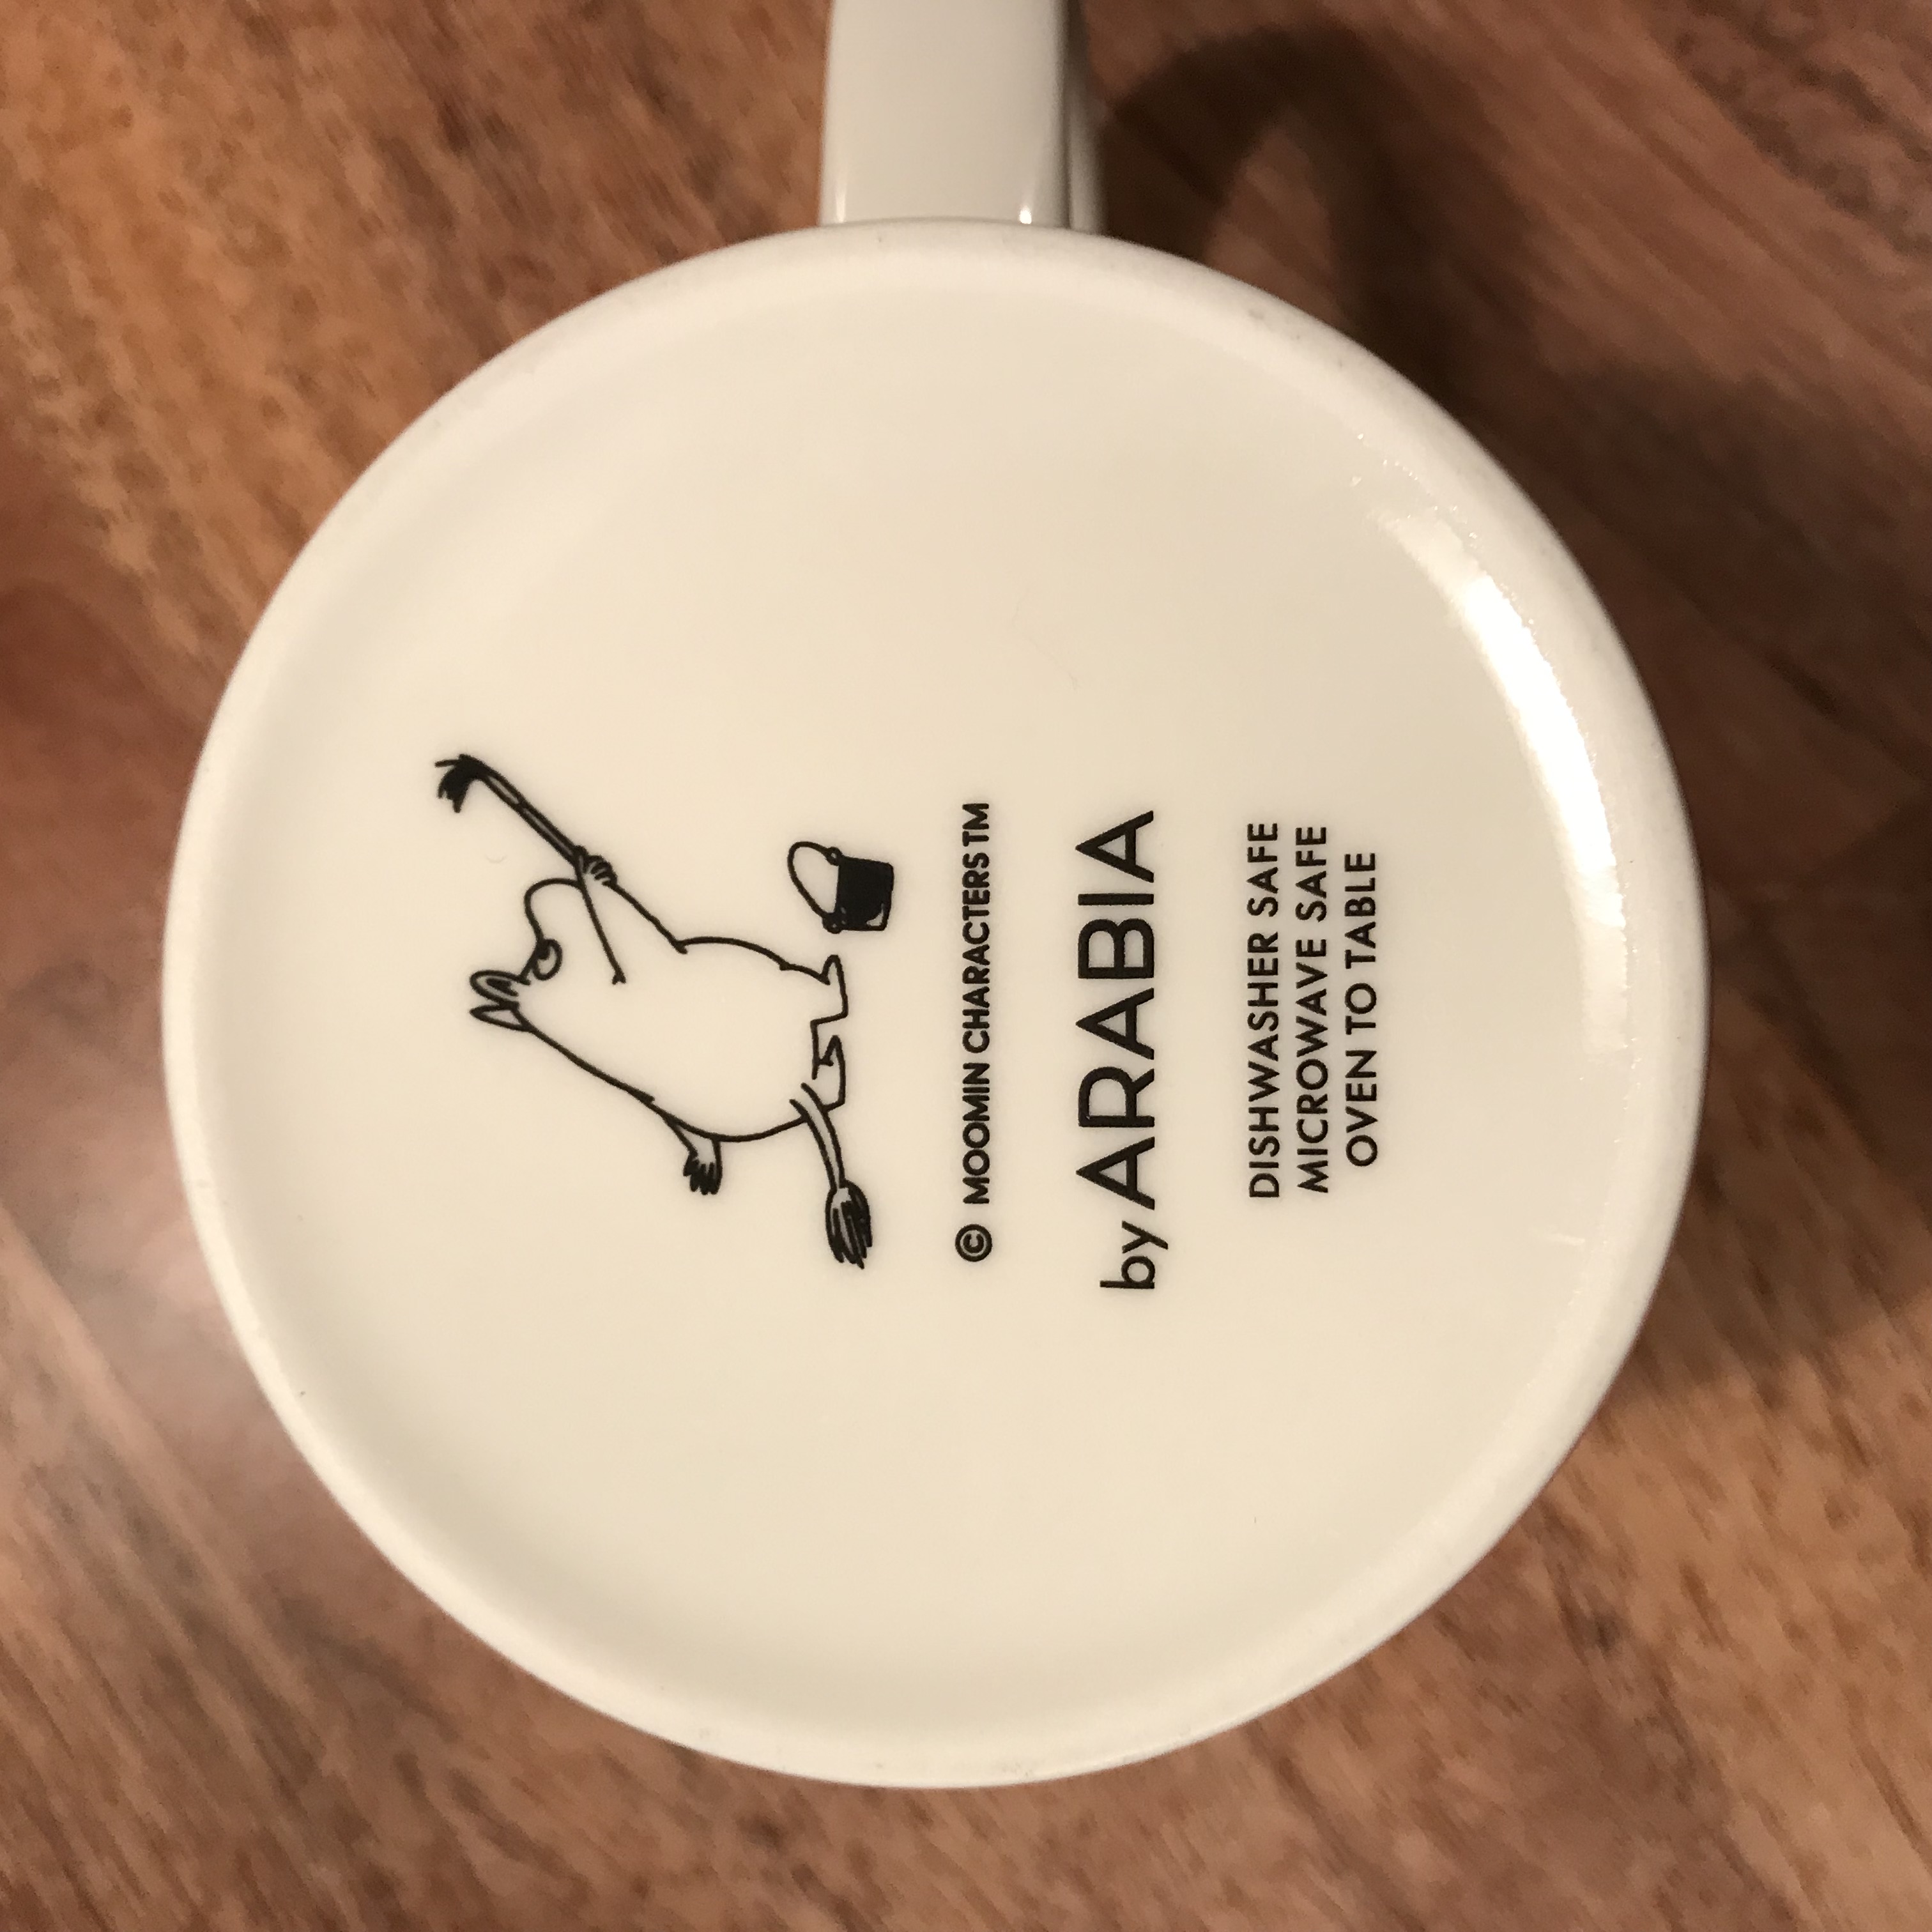 © MOOMIN CHARACTERS TM
by ARABIA
DISHWASHER SAFE
MICROWAVE SAFE
OVEN TO TABLE